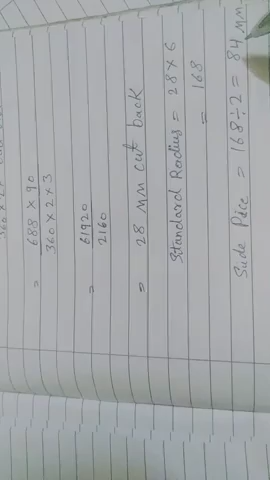 = 688 × 90
360 × 2 × 3
= 61920
2160
= 28 MM cut back
Standard Radius = 28 × 6
= 168
Side Pice = 168 ÷ 2 = 84 MM